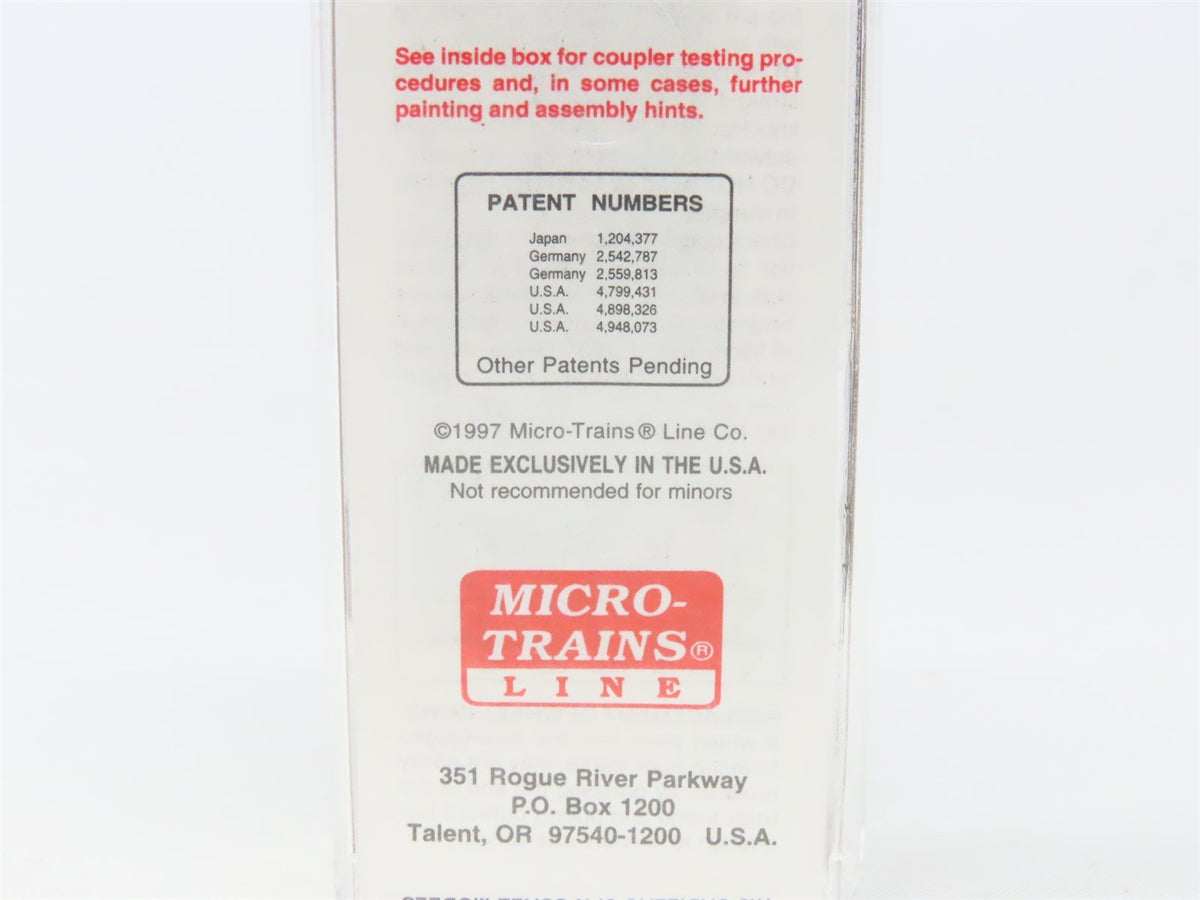 See inside box for coupler testing pro-
cedures and, in some cases, further
painting and assembly hints.
PATENT NUMBERS
Japan 1,204,377
Germany 2,542,787
Germany 2,559,813
U.S.A. 4,799,431
U.S.A. 4,898,326
U.S.A. 4,948,073
Other Patents Pending
©1997 Micro-Trains® Line Co.
MADE EXCLUSIVELY IN THE U.S.A.
Not recommended for minors
MICRO-
TRAINS®
LINE
351 Rogue River Parkway
P.O. Box 1200
Talent, OR 97540-1200 U.S.A.